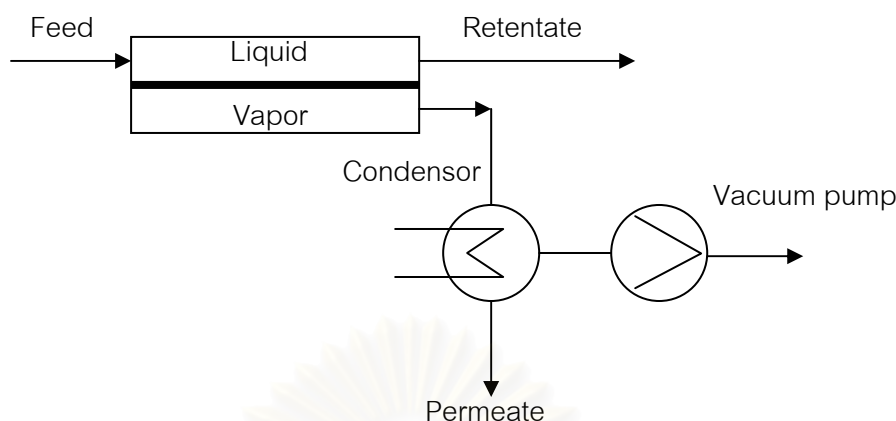 Feed
Retentate
Liquid
Vapor
Condensor
Vacuum pump
Permeate